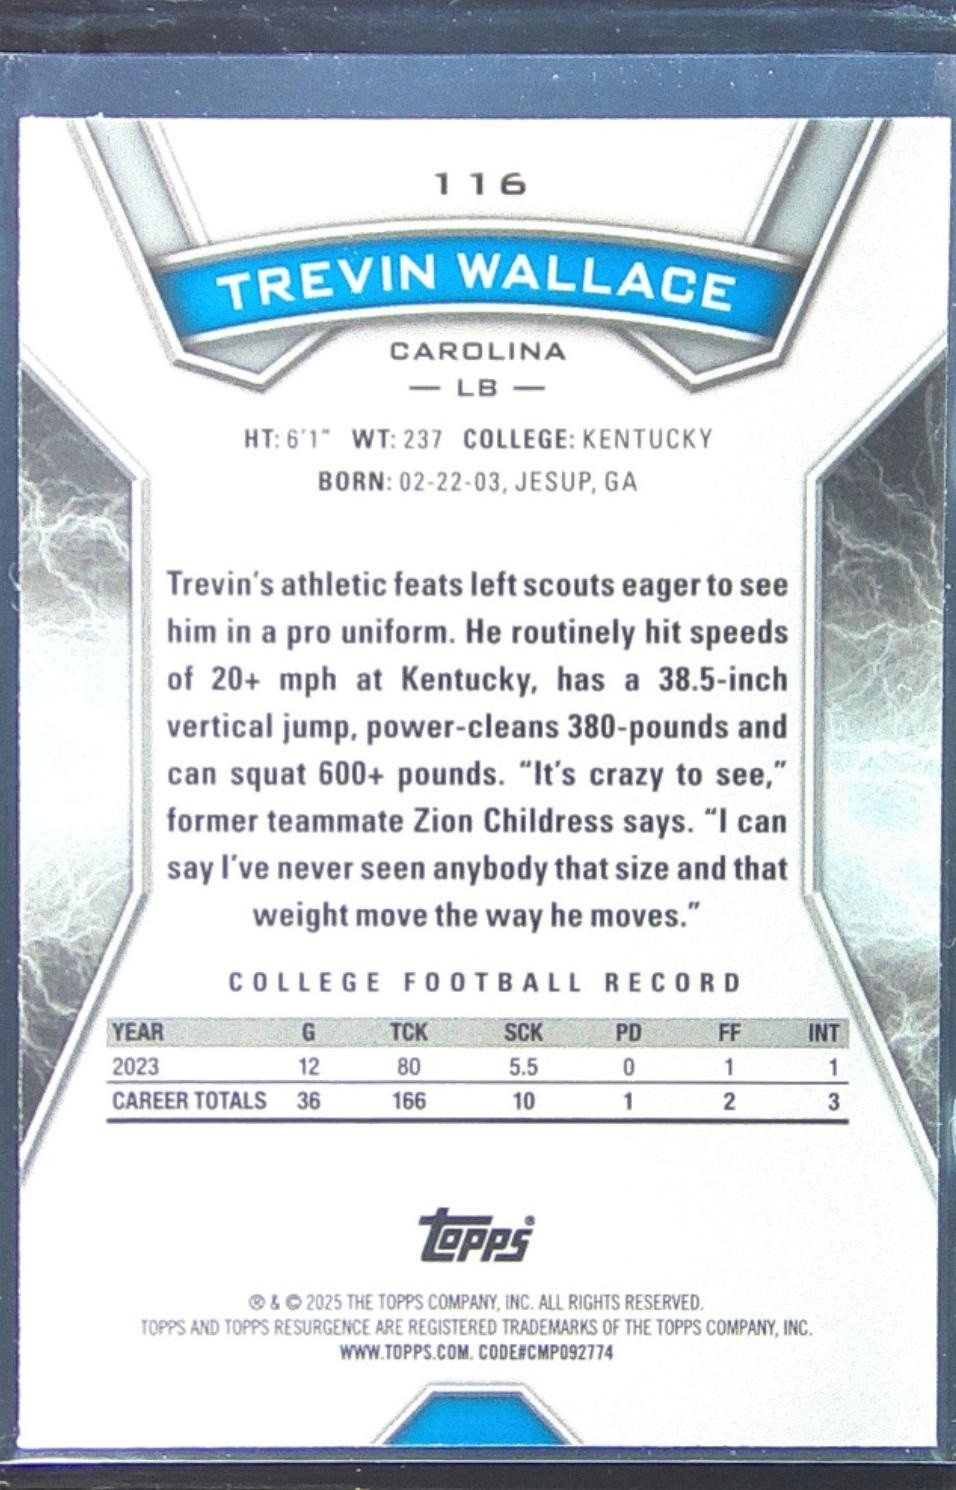 116
TREVIN WALLACE
CAROLINA
— LB —
HT: 6'1" WT: 237 COLLEGE: KENTUCKY
BORN: 02-22-03, JESUP, GA
Trevin's athletic feats left scouts eager to see
him in a pro uniform. He routinely hit speeds
of 20+ mph at Kentucky, has a 38.5-inch
vertical jump, power-cleans 380-pounds and
can squat 600+ pounds. “It's crazy to see,”
former teammate Zion Childress says. “I can
say I've never seen anybody that size and that
weight move the way he moves.”
COLLEGE FOOTBALL RECORD
YEAR G TCK SCK PD FF INT
2023 12 80 5.5 0 1 1
CAREER TOTALS 36 166 10 1 2 3
topps®
® & © 2025 THE TOPPS COMPANY, INC. ALL RIGHTS RESERVED.
TOPPS AND TOPPS RESURGENCE ARE REGISTERED TRADEMARKS OF THE TOPPS COMPANY, INC.
WWW.TOPPS.COM. CODE#CMP092774